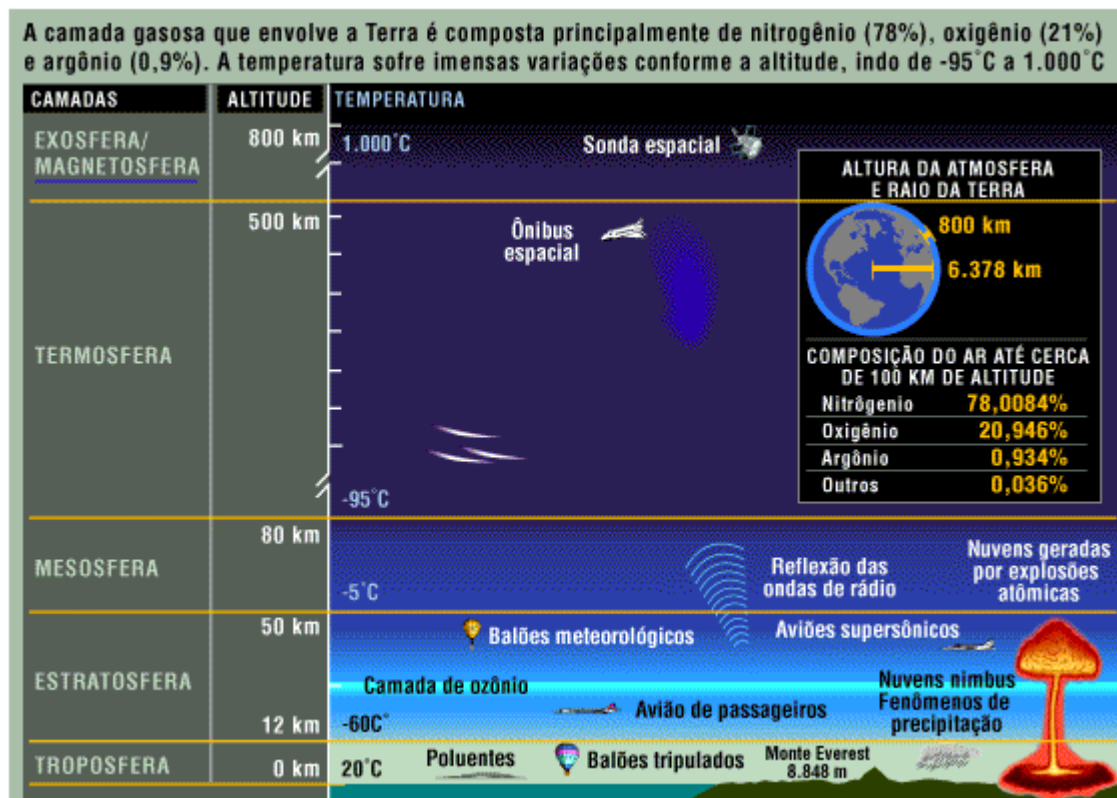 A camada gasosa que envolve a Terra é composta principalmente de nitrogênio (78%), oxigênio (21%)
e argônio (0,9%). A temperatura sofre imensas variações conforme a altitude, indo de -95°C a 1.000°C
CAMADAS
ALTITUDE
TEMPERATURA
EXOSFERA/
MAGNETOSFERA
800 km
1.000°C
Sonda espacial
ALTURA DA ATMOSFERA
E RAIO DA TERRA
800 km
6.378 km
COMPOSIÇÃO DO AR ATÉ CERCA
DE 100 KM DE ALTITUDE
Nitrôgenio 78,0084%
Oxigênio 20,946%
Argônio 0,934%
Outros 0,036%
500 km
Ônibus
espacial
TERMOSFERA
-95°C
80 km
MESOSFERA
-5°C
Reflexão das
ondas de rádio
Nuvens geradas
por explosões
atômicas
50 km
Balões meteorológicos
Aviões supersônicos
ESTRATOSFERA
Camada de ozônio
Nuvens nimbus
Fenômenos de
precipitação
12 km
-60C°
Avião de passageiros
TROPOSFERA
0 km
20°C
Poluentes
Balões tripulados
Monte Everest
8.848 m